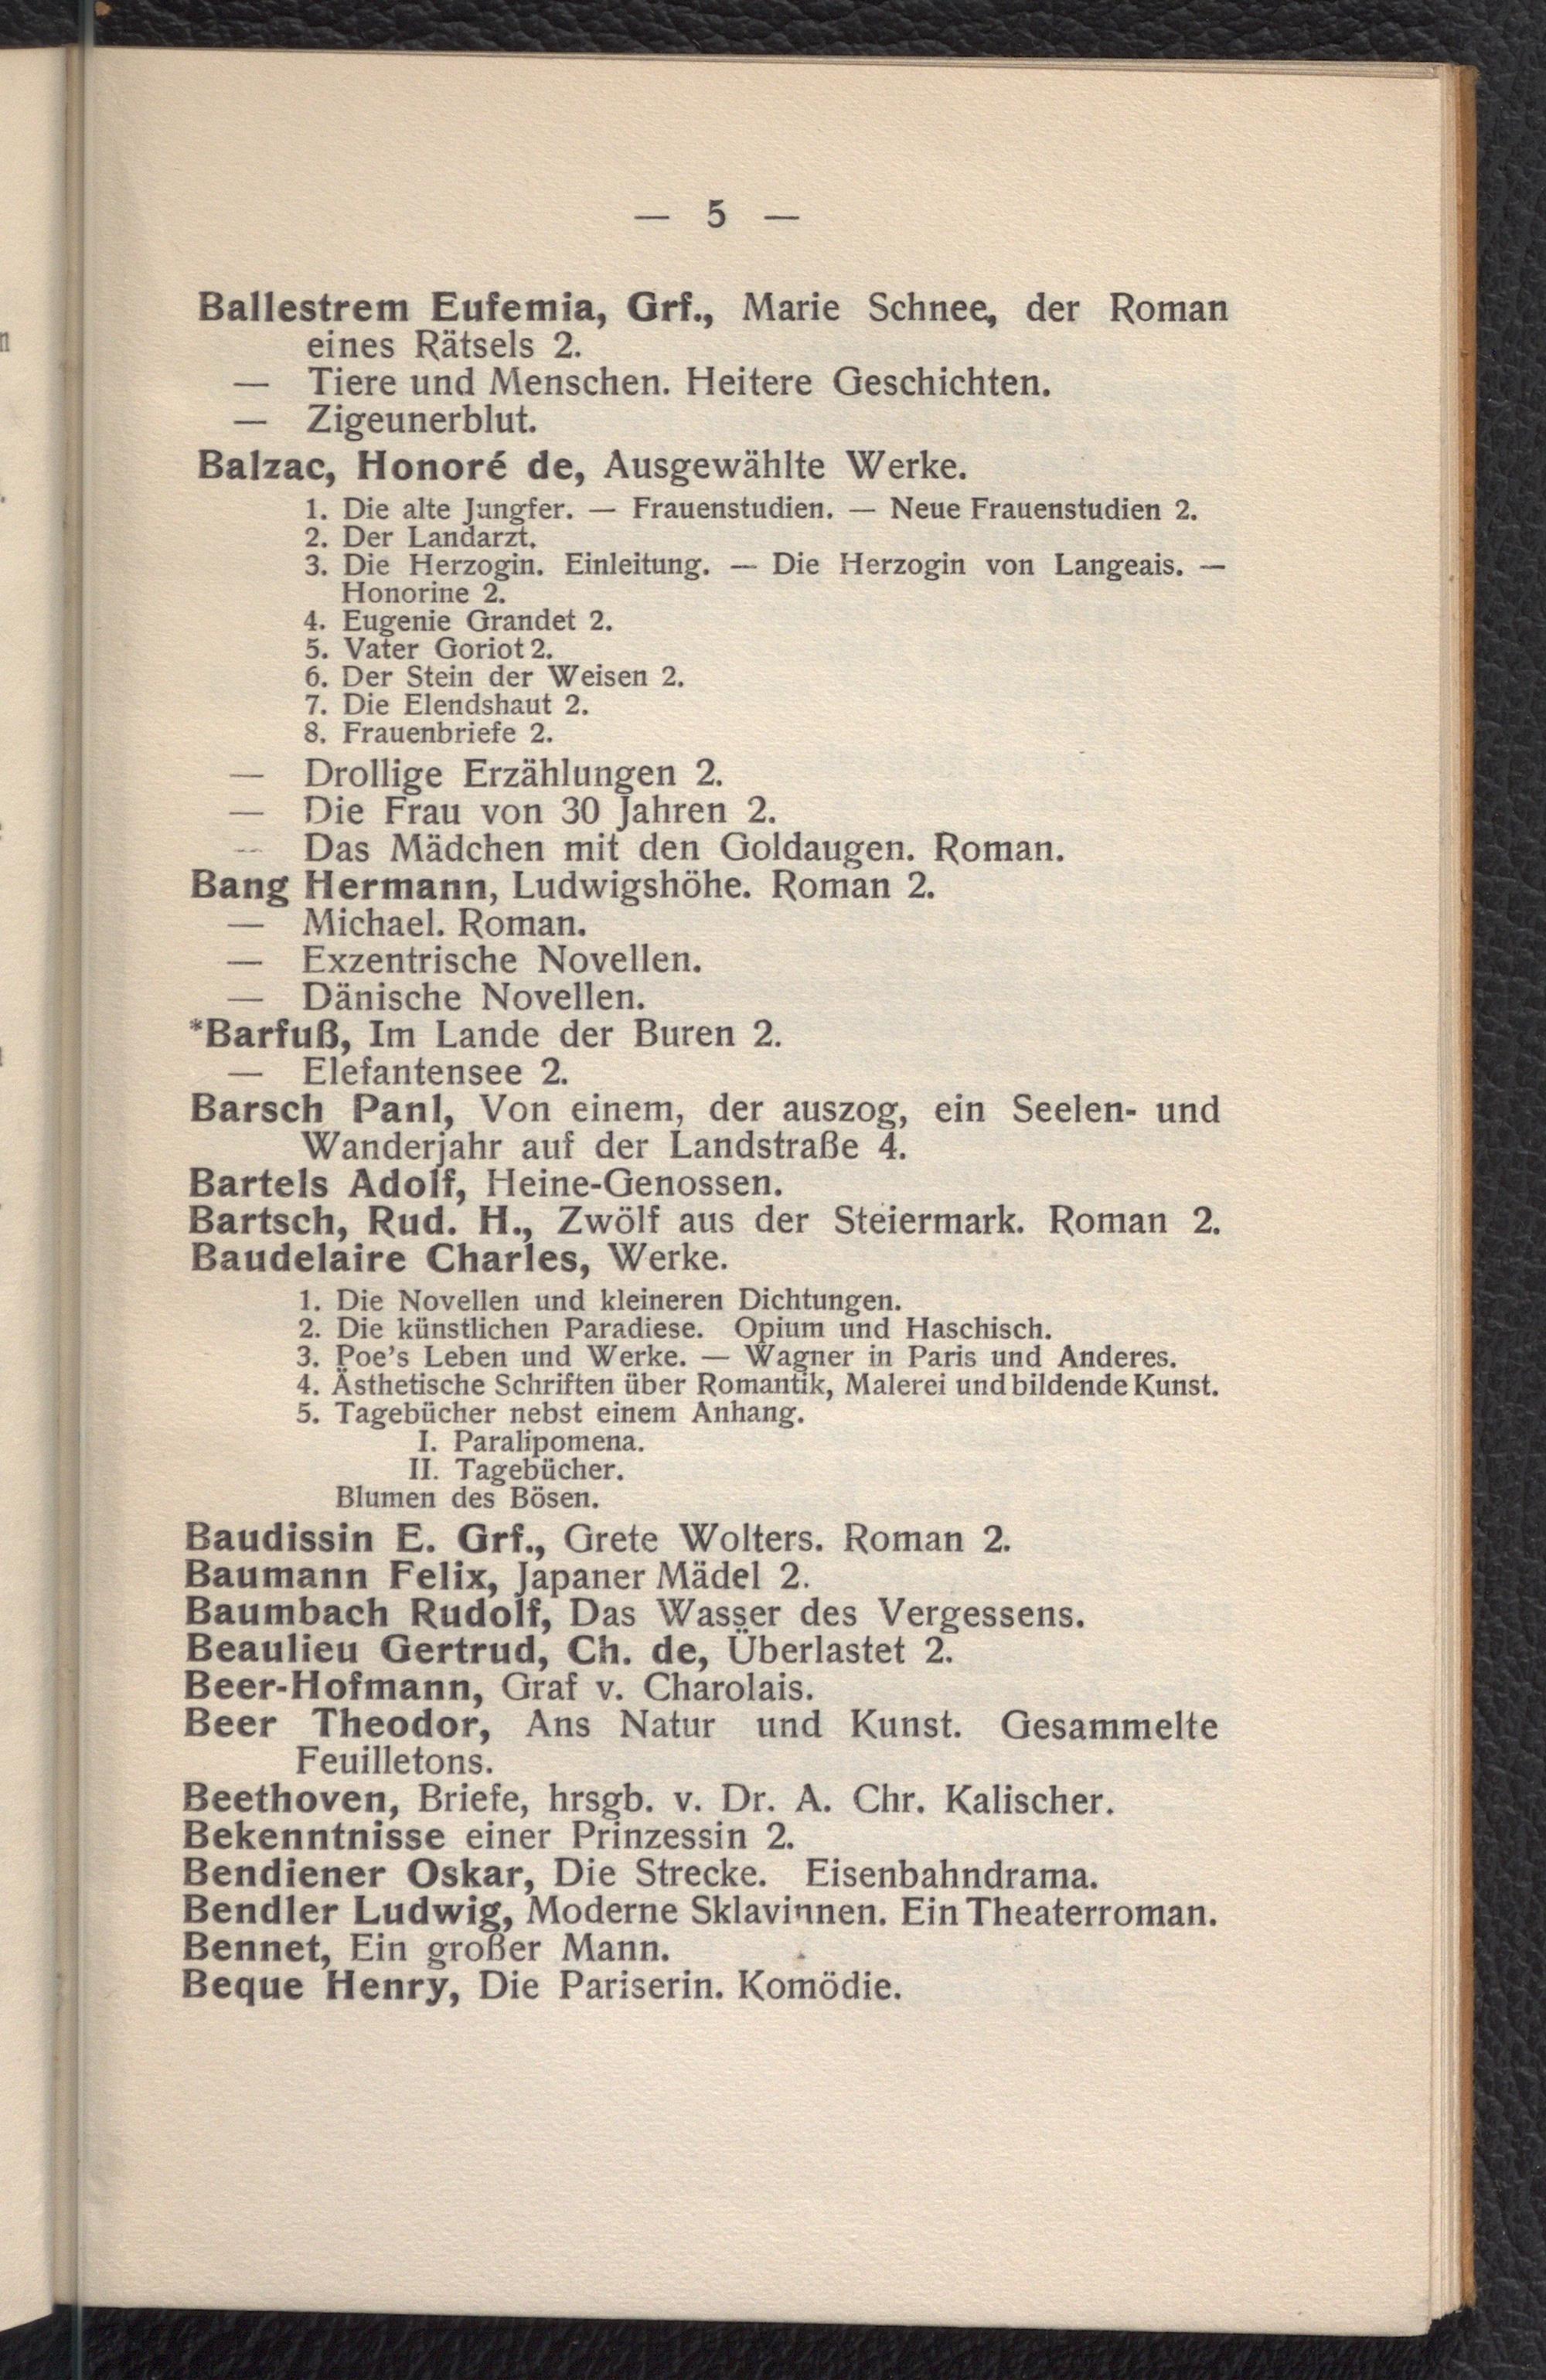 — 5 —
Ballestrem Eufemia, Grf., Marie Schnee, der Roman
eines Rätsels 2.
— Tiere und Menschen. Heitere Geschichten.
— Zigeunerblut.
Balzac, Honoré de, Ausgewählte Werke.
1. Die alte Jungfer. — Frauenstudien. — Neue Frauenstudien 2.
2. Der Landarzt.
3. Die Herzogin. Einleitung. — Die Herzogin von Langeais. —
Honorine 2.
4. Eugenie Grandet 2.
5. Vater Goriot 2.
6. Der Stein der Weisen 2.
7. Die Elendshaut 2.
8. Frauenbriefe 2.
— Drollige Erzählungen 2.
— Die Frau von 30 Jahren 2.
— Das Mädchen mit den Goldaugen. Roman.
Bang Hermann, Ludwigshöhe. Roman 2.
— Michael. Roman.
— Exzentrische Novellen.
— Dänische Novellen.
*Barfuß, Im Lande der Buren 2.
— Elefantensee 2.
Barsch Panl, Von einem, der auszog, ein Seelen- und
Wanderjahr auf der Landstraße 4.
Bartels Adolf, Heine-Genossen.
Bartsch, Rud. H., Zwölf aus der Steiermark. Roman 2.
Baudelaire Charles, Werke.
1. Die Novellen und kleineren Dichtungen.
2. Die künstlichen Paradiese. Opium und Haschisch.
3. Poe's Leben und Werke. — Wagner in Paris und Anderes.
4. Ästhetische Schriften über Romantik, Malerei und bildende Kunst.
5. Tagebücher nebst einem Anhang.
I. Paralipomena.
II. Tagebücher.
Blumen des Bösen.
Baudissin E. Grf., Grete Wolters. Roman 2.
Baumann Felix, Japaner Mädel 2.
Baumbach Rudolf, Das Wasser des Vergessens.
Beaulieu Gertrud, Ch. de, Überlastet 2.
Beer-Hofmann, Graf v. Charolais.
Beer Theodor, Ans Natur und Kunst. Gesammelte
Feuilletons.
Beethoven, Briefe, hrsgb. v. Dr. A. Chr. Kalischer.
Bekenntnisse einer Prinzessin 2.
Bendiener Oskar, Die Strecke. Eisenbahndrama.
Bendler Ludwig, Moderne Sklavinnen. Ein Theaterroman.
Bennet, Ein großer Mann.
Beque Henry, Die Pariserin. Komödie.